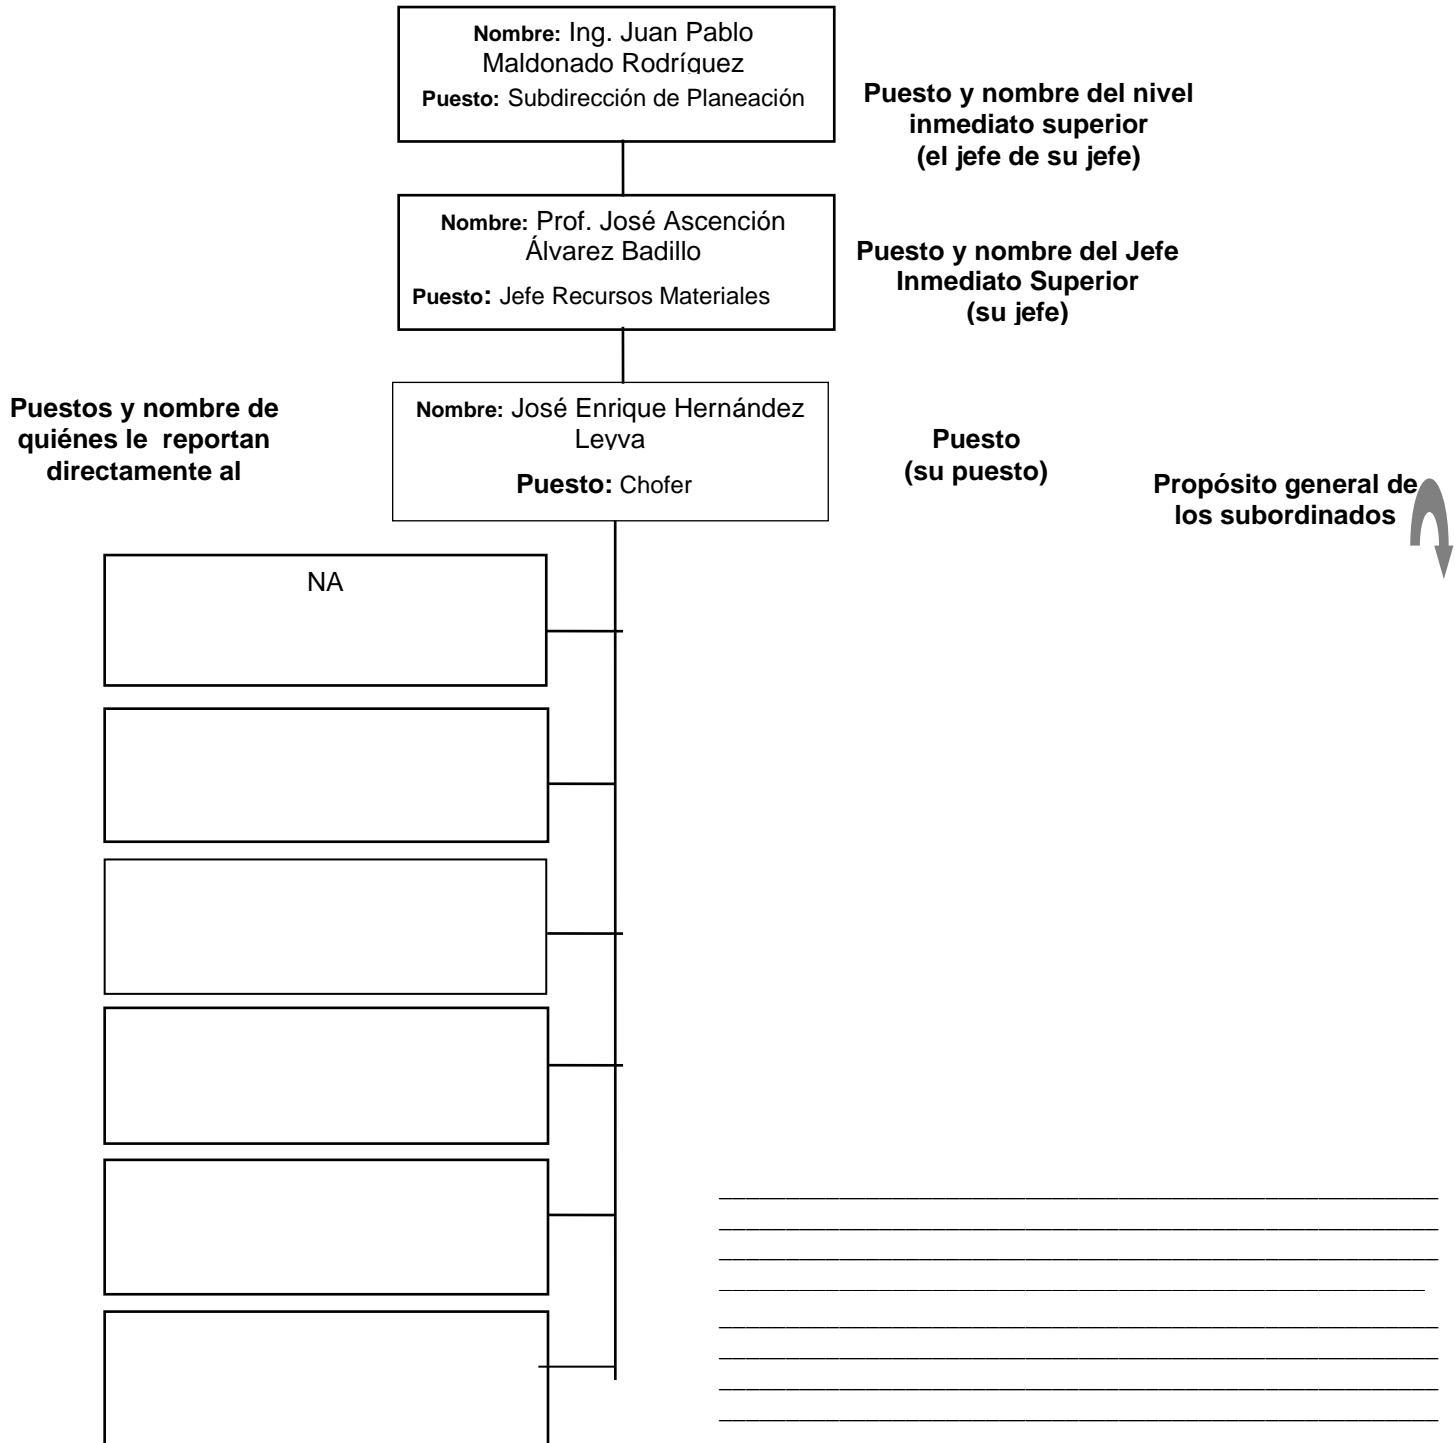 Nombre: Ing. Juan Pablo
Maldonado Rodríguez
Puesto: Subdirección de Planeación
Puesto y nombre del nivel
inmediato superior
(el jefe de su jefe)
Nombre: Prof. José Ascención
Álvarez Badillo
Puesto: Jefe Recursos Materiales
Puesto y nombre del Jefe
Inmediato Superior
(su jefe)
Puestos y nombre de
quiénes le  reportan
directamente al
Nombre: José Enrique Hernández
Leyva
Puesto: Chofer
Puesto
(su puesto)
Propósito general de
los subordinados
NA